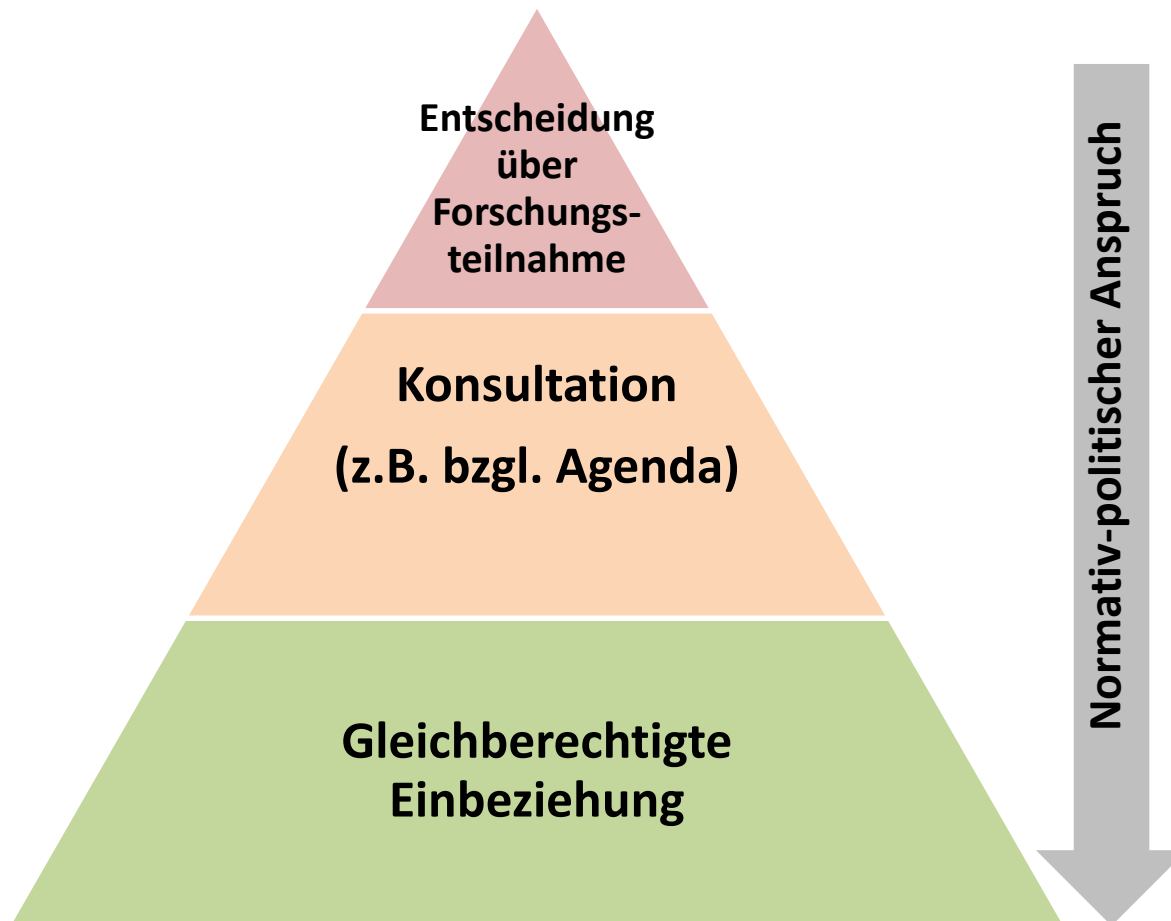 Entscheidung
über
Forschungs-
teilnahme
Konsultation
(z.B. bzgl. Agenda)
Gleichberechtigte
Einbeziehung
Normativ-politischer Anspruch